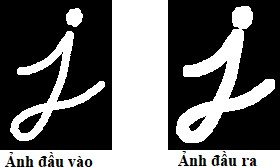 j j
Ảnh đầu vào Ảnh đầu ra